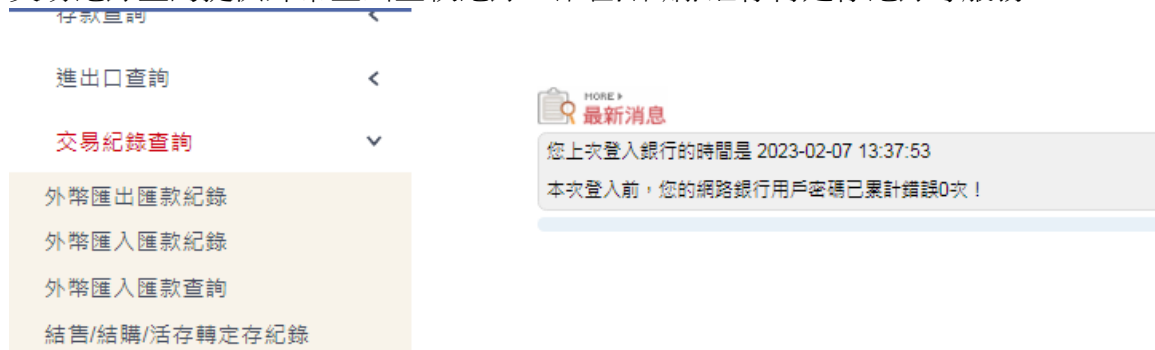 存款查詢
進出口查詢
交易紀錄查詢
外幣匯出匯款紀錄
外幣匯入匯款紀錄
外幣匯入匯款查詢
結售/結購/活存轉定存紀錄
MORE
最新消息
您上次登入銀行的時間是 2023-02-07 13:37:53
本次登入前，您的網路銀行用戶密碼已累計錯誤0次！